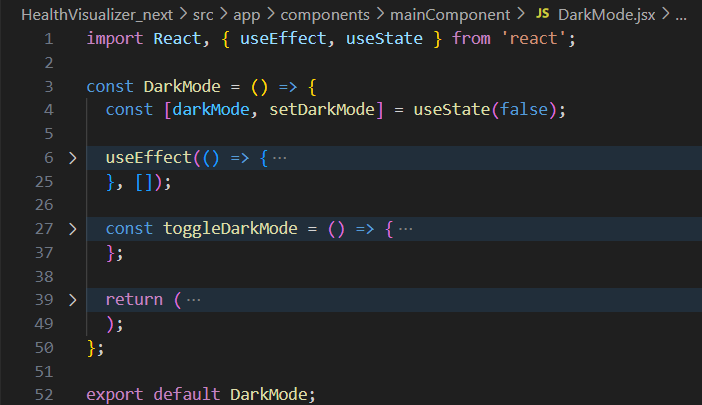 HealthVisualizer_next > src > app > components > mainComponent > JS DarkMode.jsx > ...
1 import React, { useEffect, useState } from 'react';
2
3 const DarkMode = () => {
4 const [darkMode, setDarkMode] = useState(false);
5
6 > useEffect(() => { ...
25 }, []);
26
27 > const toggleDarkMode = () => { ...
37 };
38
39 > return ( ...
49 );
50 };
51
52 export default DarkMode;